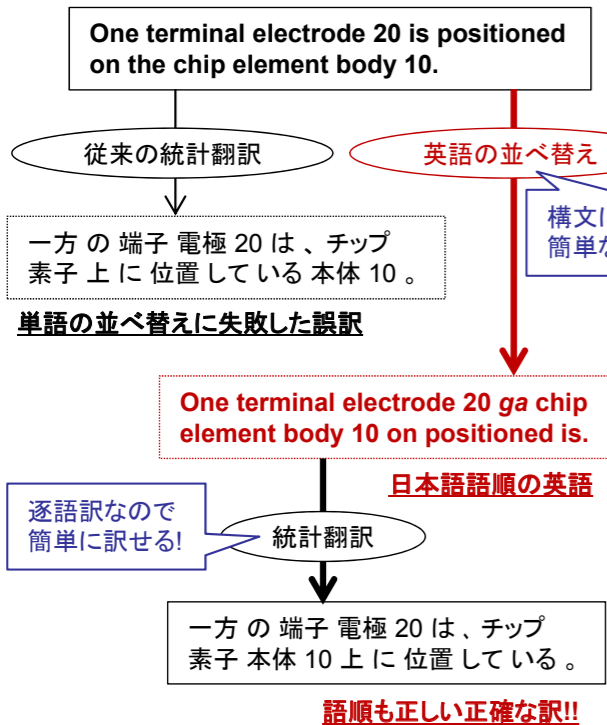 One terminal electrode 20 is positioned
on the chip element body 10.
従来の統計翻訳
英語の並べ替え
構文に
簡単な
一方 の 端子 電極 20 は 、 チップ
素子 上 に 位置 して いる 本体 10 。
単語の並べ替えに失敗した誤訳
One terminal electrode 20 ga chip
element body 10 on positioned is.
日本語語順の英語
逐語訳なので
簡単に訳せる!
統計翻訳
一方 の 端子 電極 20 は 、 チップ
素子 本体 10 上 に 位置 して いる 。
語順も正しい正確な訳!!